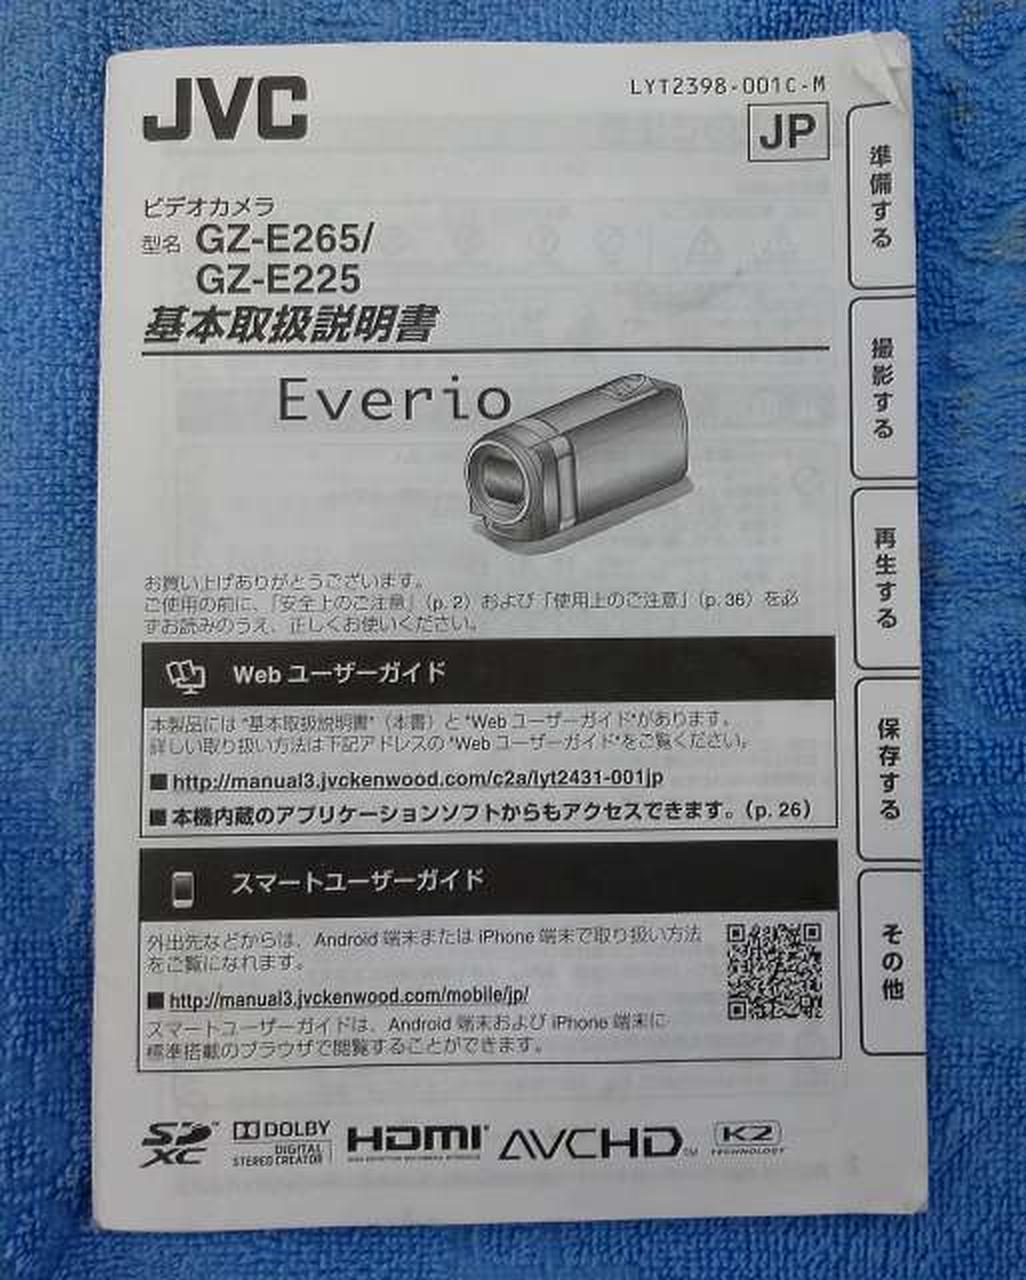 JVC
LYT2398-001C-M
JP
ビデオカメラ
型名 GZ-E265/
GZ-E225
基本取扱説明書
Everio
お買い上げありがとうございます。
ご使用の前に、「安全上のご注意」（p. 2）および「使用上のご注意」（p. 36）を必
ずお読みのうえ、正しくお使いください。
Web ユーザーガイド
本製品には "基本取扱説明書"（本書）と "Web ユーザーガイド"があります。
詳しい取り扱い方法は下記アドレスの "Web ユーザーガイド"をご覧ください。
■ http://manual3.jvckenwood.com/c2a/lyt2431-001jp
■ 本機内蔵のアプリケーションソフトからもアクセスできます。（p. 26）
スマートユーザーガイド
外出先などからは、Android 端末または iPhone 端末で取り扱い方法
をご覧になれます。
■ http://manual3.jvckenwood.com/mobile/jp/
スマートユーザーガイドは、Android 端末および iPhone 端末に
標準搭載のブラウザで閲覧することができます。
準備する
撮影する
再生する
保存する
その他
SD XC
DOLBY
DIGITAL
STEREO CREATOR
HDMI
AVCHD
K2
TECHNOLOGY